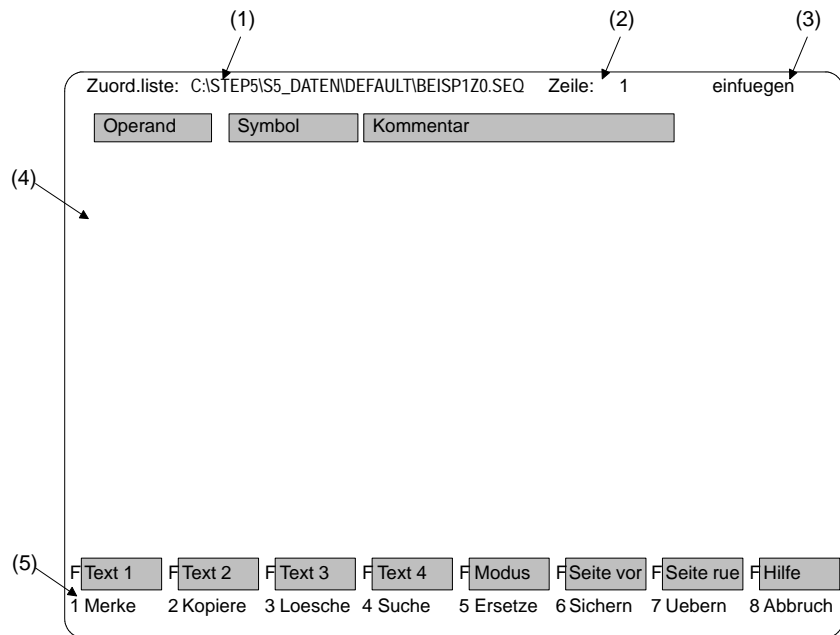 (1) (2) (3)
Zuord.liste: C:\STEP5\S5_DATEN\DEFAULT\BEISP1Z0.SEQ Zeile: 1 einfuegen
Operand Symbol Kommentar
(4)
(5)
F Text 1 F Text 2 F Text 3 F Text 4 F Modus F Seite vor F Seite rue F Hilfe
1 Merke 2 Kopiere 3 Loesche 4 Suche 5 Ersetze 6 Sichern 7 Uebern 8 Abbruch